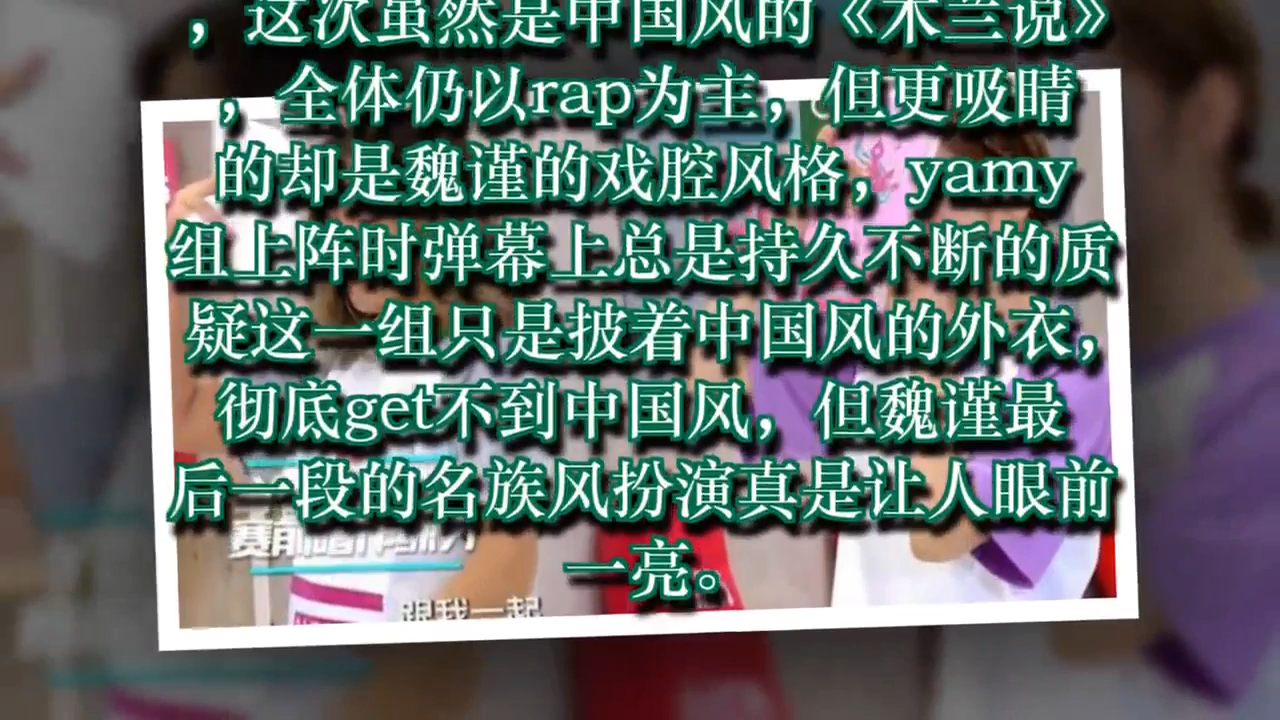 ，这次虽然是中国风的《木兰说》
，全体仍以rap为主，但更吸睛
的却是魏谨的戏腔风格，yamy
组上阵时弹幕上总是持久不断的质
疑这一组只是披着中国风的外衣，
彻底get不到中国风，但魏谨最
后一段的名族风扮演真是让人眼前
一亮。
跟我一起